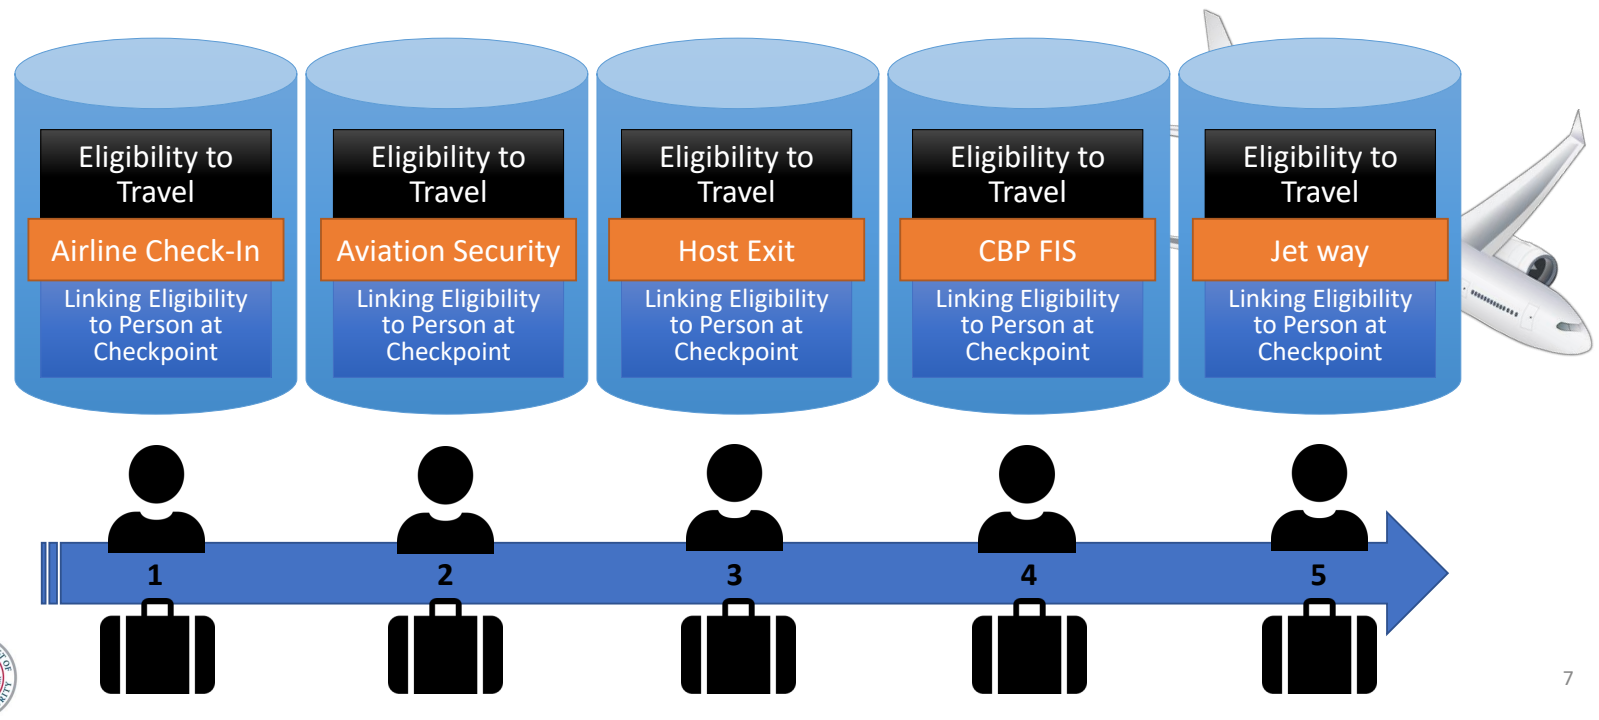 Eligibility to
Travel
Airline Check-In
Linking Eligibility
to Person at
Checkpoint
Eligibility to
Travel
Aviation Security
Linking Eligibility
to Person at
Checkpoint
Eligibility to
Travel
Host Exit
Linking Eligibility
to Person at
Checkpoint
Eligibility to
Travel
CBP FIS
Linking Eligibility
to Person at
Checkpoint
Eligibility to
Travel
Jet way
Linking Eligibility
to Person at
Checkpoint
1
2
3
4
5
7